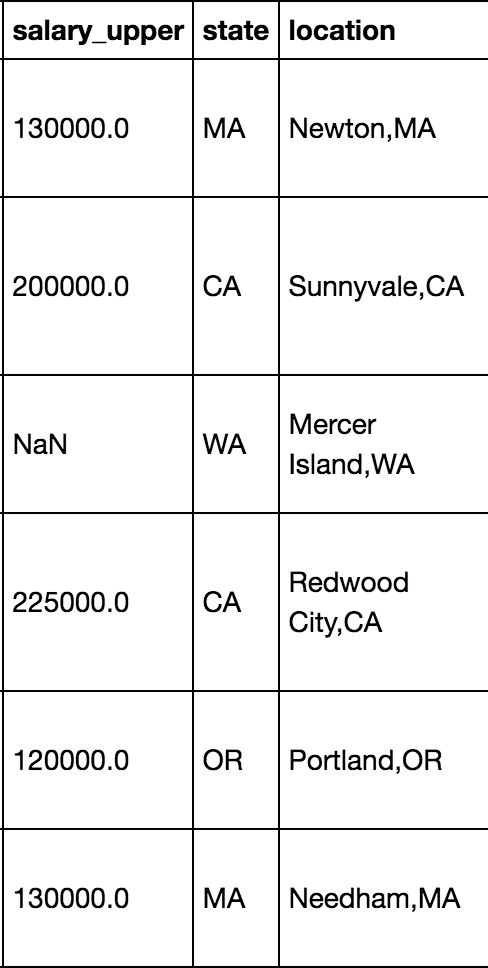 salary_upper state location
130000.0 MA Newton,MA
200000.0 CA Sunnyvale,CA
NaN WA Mercer
Island,WA
225000.0 CA Redwood
City,CA
120000.0 OR Portland,OR
130000.0 MA Needham,MA